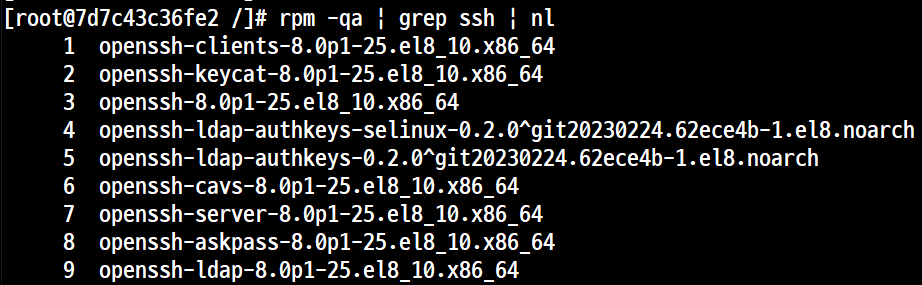 [root@7d7c43c36fe2 /]# rpm -qa | grep ssh | nl
1 openssh-clients-8.0p1-25.el8_10.x86_64
2 openssh-keycat-8.0p1-25.el8_10.x86_64
3 openssh-8.0p1-25.el8_10.x86_64
4 openssh-ldap-authkeys-selinux-0.2.0^git20230224.62ece4b-1.el8.noarch
5 openssh-ldap-authkeys-0.2.0^git20230224.62ece4b-1.el8.noarch
6 openssh-cavs-8.0p1-25.el8_10.x86_64
7 openssh-server-8.0p1-25.el8_10.x86_64
8 openssh-askpass-8.0p1-25.el8_10.x86_64
9 openssh-ldap-8.0p1-25.el8_10.x86_64